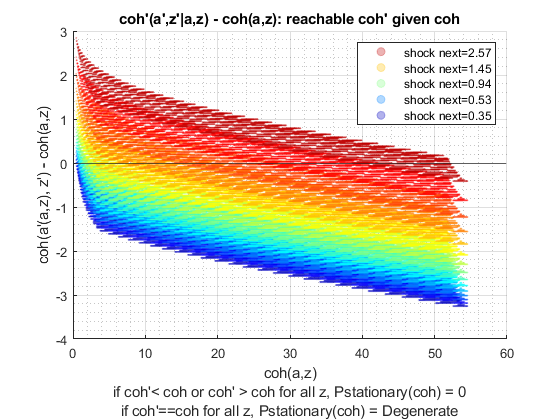 coh'(a',z'|a,z) - coh(a,z): reachable coh' given coh
3
2
1
0
-1
-2
-3
-4
coh(a'(a,z), z') - coh(a,z)
shock next=2.57
shock next=1.45
shock next=0.94
shock next=0.53
shock next=0.35
0 10 20 30 40 50 60
coh(a,z)
if coh'< coh or coh' > coh for all z, Pstationary(coh) = 0
if coh'==coh for all z, Pstationary(coh) = Degenerate